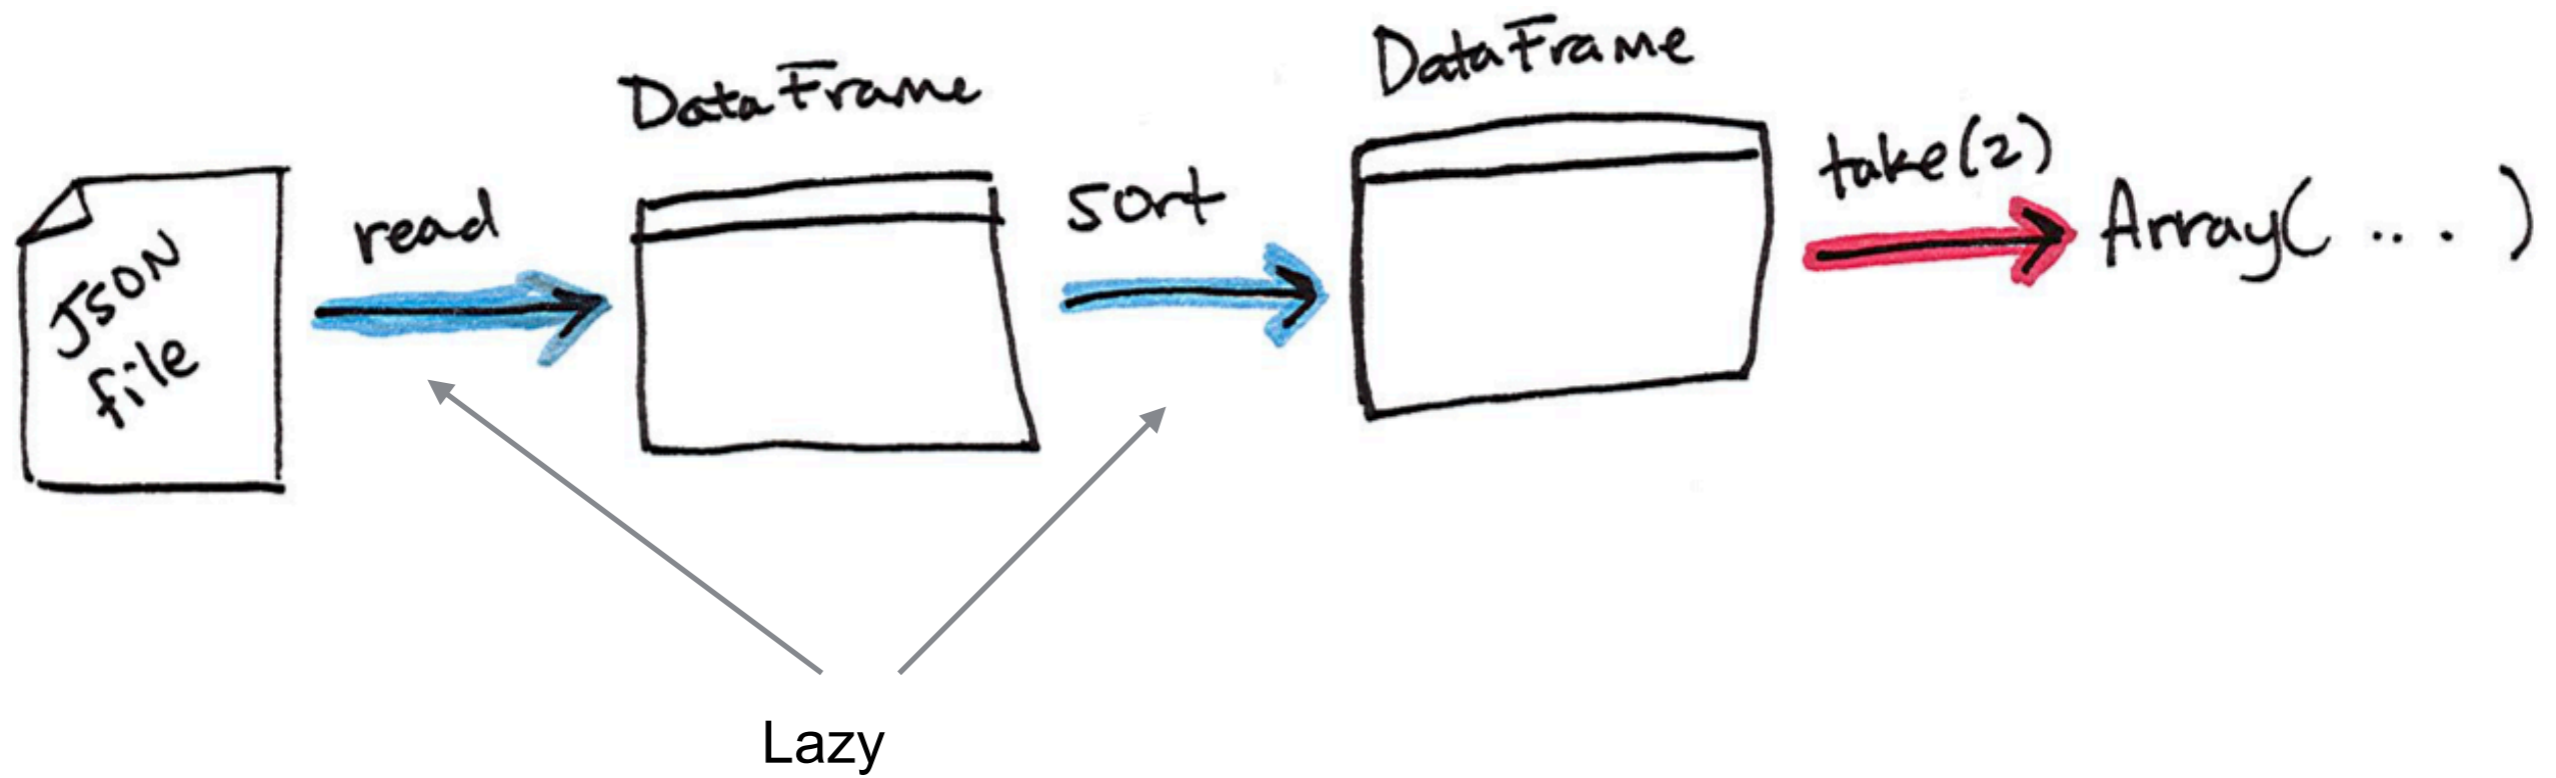 JSON
file
read
DataFrame
sort
DataFrame
take(2)
Array(...)
Lazy